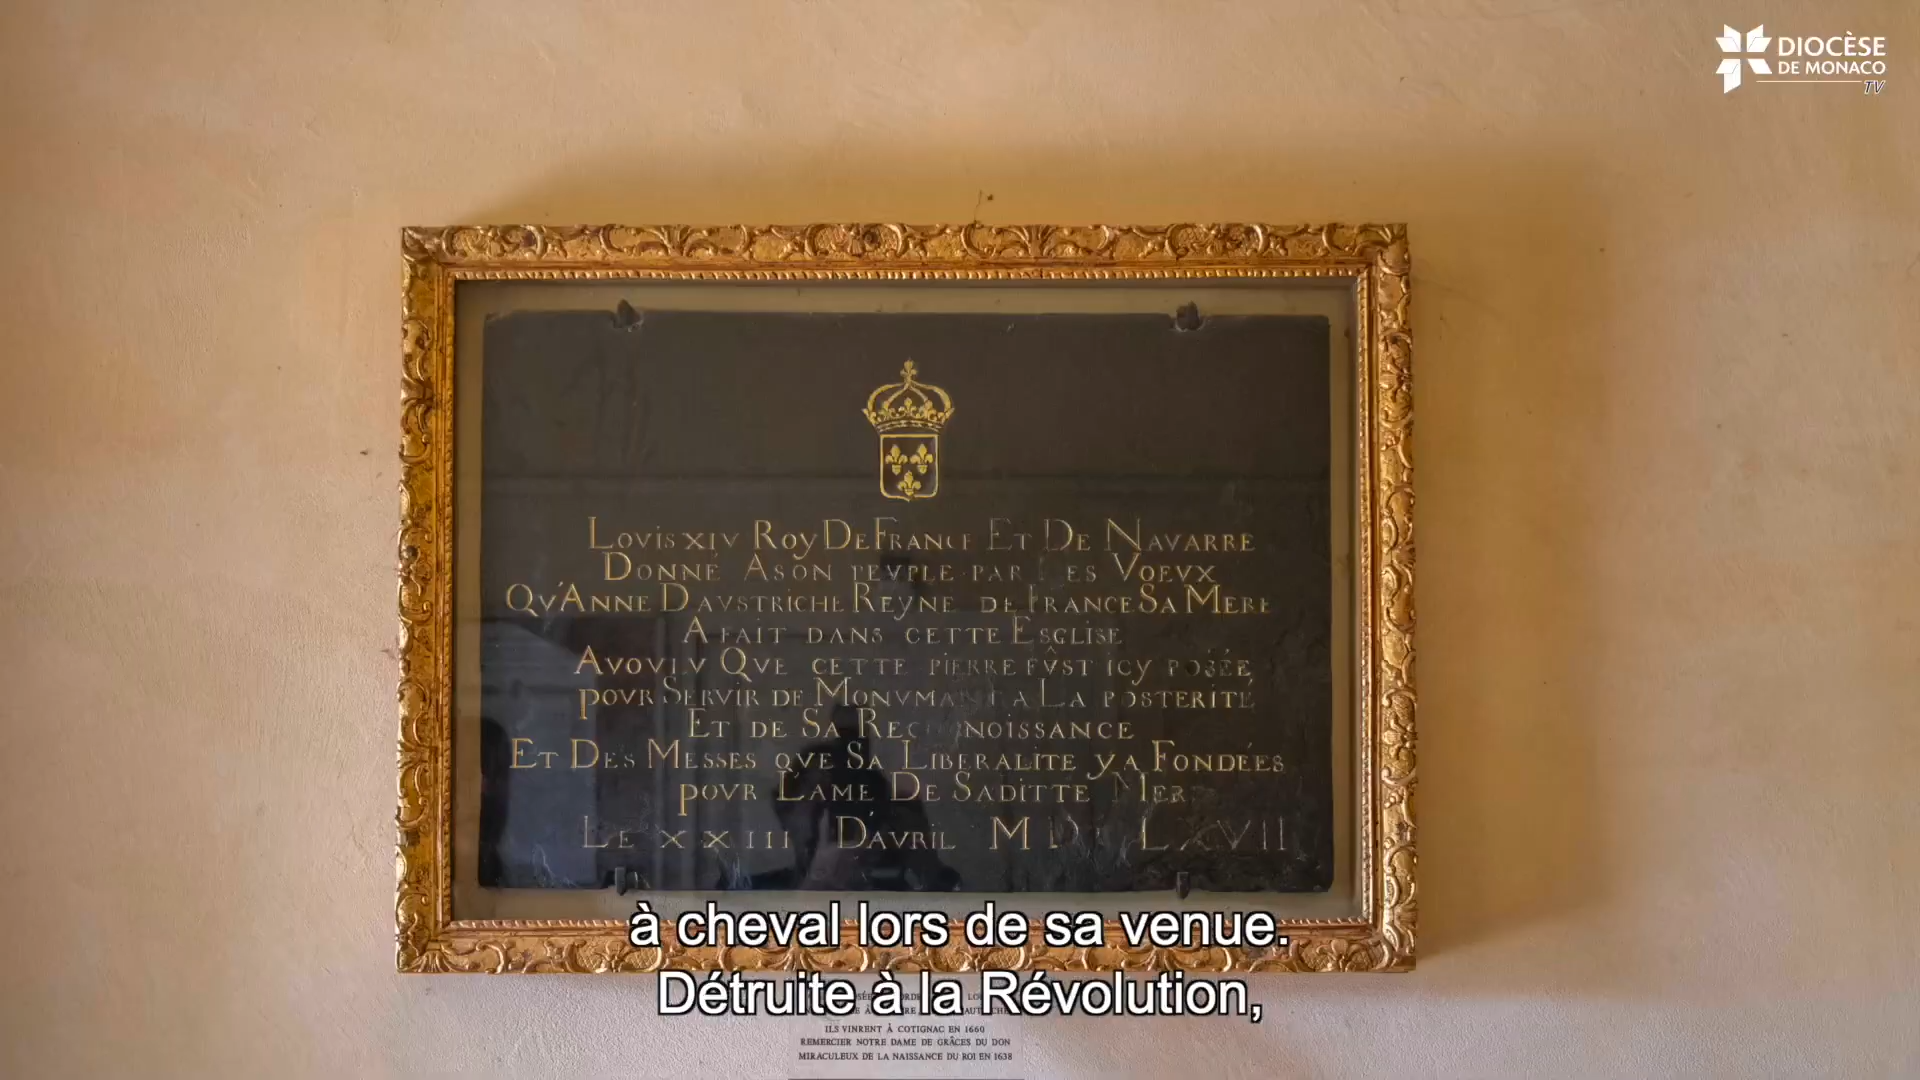 DIOCÈSE
DE MONACO
TV
LOVIS XIV ROY DE FRANCE ET DE NAVARRE
DONNÉ A SON PEVPLE PAR LES VOEVX
QV'ANNE DAVSTRICHE REYNE DE FRANCE SA MERE
A FAIT DANS CETTE ESGLISE
A VOVLV QVE CETTE PIERRE FÛST ICY POSÉE
POVR SERVIR DE MONVMANT A LA POSTERITÉ
ET DE SA RECONNOISSANCE
ET DES MESSES QVE SA LIBERALITE Y A FONDÉES
POVR L'AME DE SADITTE MERE
LE XXIII D'AVRIL M LXVII
à cheval lors de sa venue.
Détruite à la Révolution,
ILS VINRENT À COTIGNAC EN 1660
REMERCIER NOTRE DAME DE GRÂCES DU DON
MIRACULEUX DE LA NAISSANCE DU ROI EN 1638